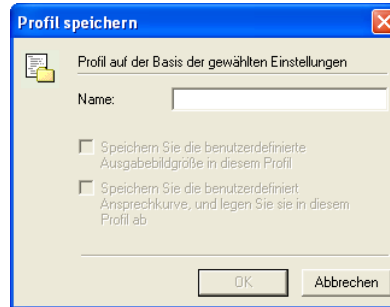 Profil speichern
Profil auf der Basis der gewählten Einstellungen
Name:
Speichern Sie die benutzerdefinierte
Ausgabebildgröße in diesem Profil
Speichern Sie die benutzerdefiniert
Ansprechkurve, und legen Sie sie in diesem
Profil ab
OK
Abbrechen